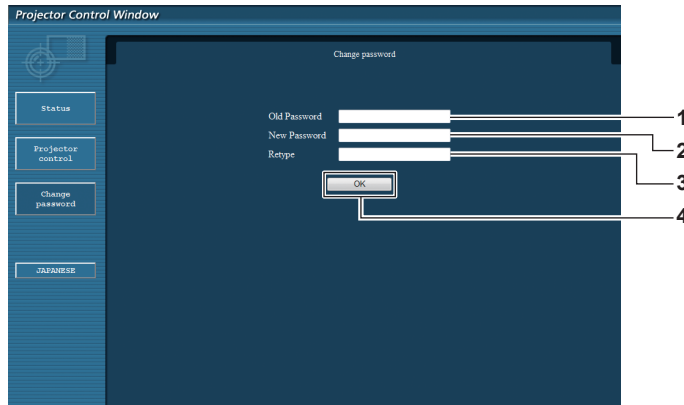 Projector Control Window
Change password
Status
Projector
control
Change
password
JAPANESE
Old Password
New Password
Retype
OK
1
2
3
4